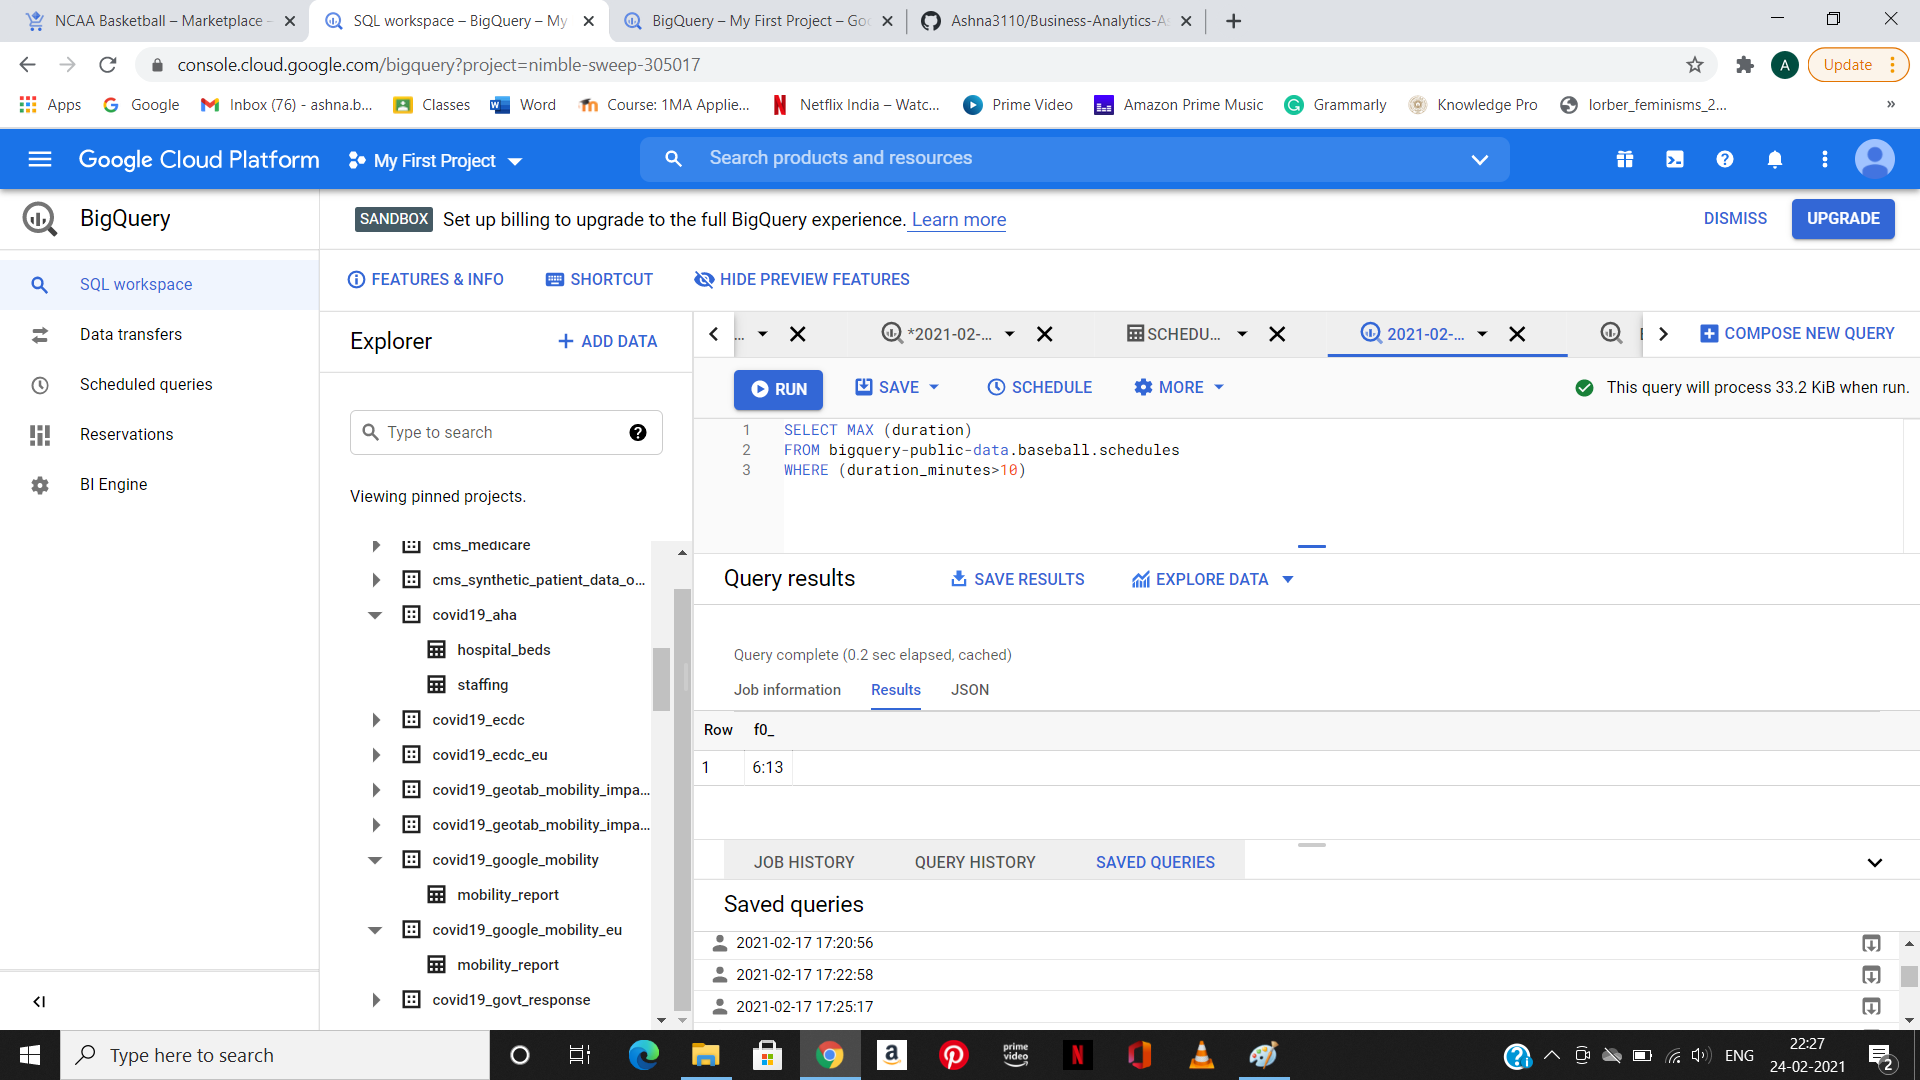 NCAA Basketball – Marketplace –
SQL workspace – BigQuery – My
BigQuery – My First Project – Goo
Ashna3110/Business-Analytics-As
console.cloud.google.com/bigquery?project=nimble-sweep-305017
A
Update
Apps
Google
Inbox (76) - ashna.b...
Classes
Word
Course: 1MA Applie...
Netflix India – Watc...
Prime Video
Amazon Prime Music
Grammarly
Knowledge Pro
lorber_feminisms_2...
»
Google Cloud Platform
My First Project
Search products and resources
BigQuery
SANDBOX Set up billing to upgrade to the full BigQuery experience. Learn more
DISMISS
UPGRADE
SQL workspace
Data transfers
Scheduled queries
Reservations
BI Engine
FEATURES & INFO
SHORTCUT
HIDE PREVIEW FEATURES
Explorer
ADD DATA
Type to search
Viewing pinned projects.
cms_medicare
cms_synthetic_patient_data_o...
covid19_aha
hospital_beds
staffing
covid19_ecdc
covid19_ecdc_eu
covid19_geotab_mobility_impa...
covid19_geotab_mobility_impa...
covid19_google_mobility
mobility_report
covid19_google_mobility_eu
mobility_report
covid19_govt_response
...
*2021-02-...
SCHEDU...
2021-02-...
COMPOSE NEW QUERY
RUN
SAVE
SCHEDULE
MORE
This query will process 33.2 KiB when run.
1 SELECT MAX (duration)
2 FROM bigquery-public-data.baseball.schedules
3 WHERE (duration_minutes>10)
Query results
SAVE RESULTS
EXPLORE DATA
Query complete (0.2 sec elapsed, cached)
Job information
Results
JSON
Row f0_
1 6:13
JOB HISTORY
QUERY HISTORY
SAVED QUERIES
Saved queries
2021-02-17 17:20:56
2021-02-17 17:22:58
2021-02-17 17:25:17
Type here to search
prime
video
ENG
22:27
24-02-2021
2